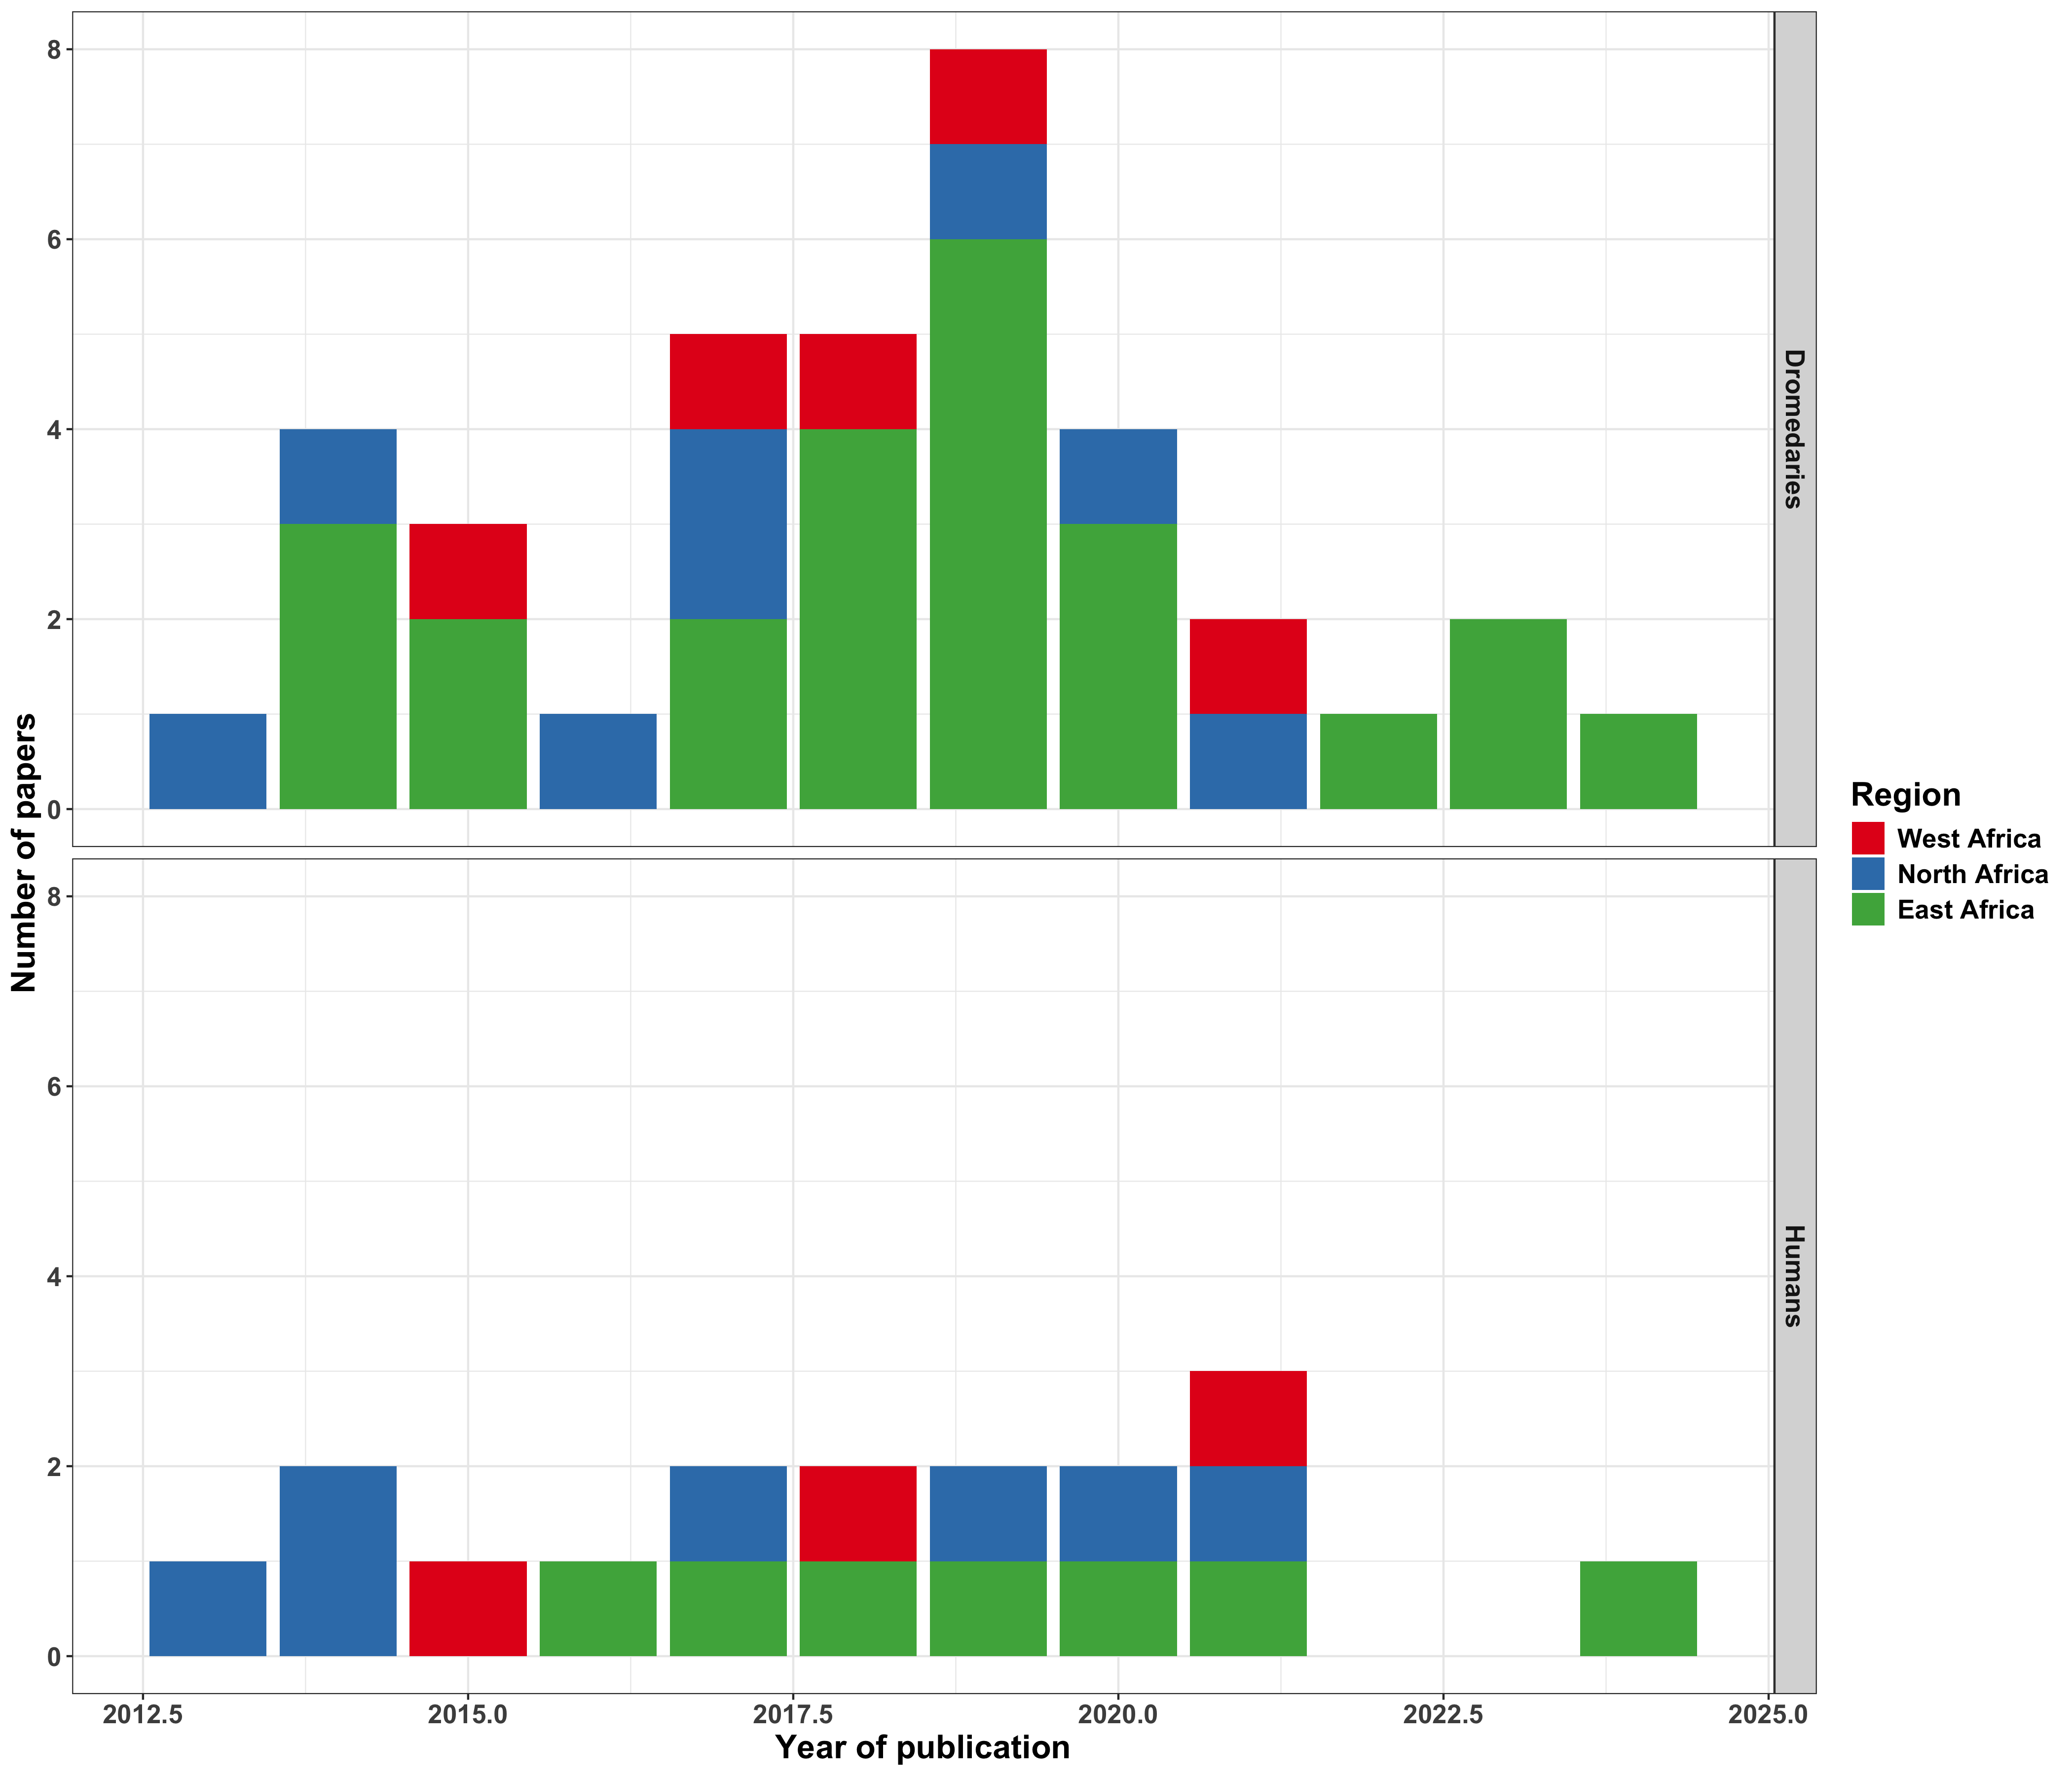 Number of papers
8
6
4
2
0
Dromedaries
8
6
4
2
0
Humans
2012.5 2015.0 2017.5 2020.0 2022.5 2025.0
Year of publication
Region
West Africa
North Africa
East Africa